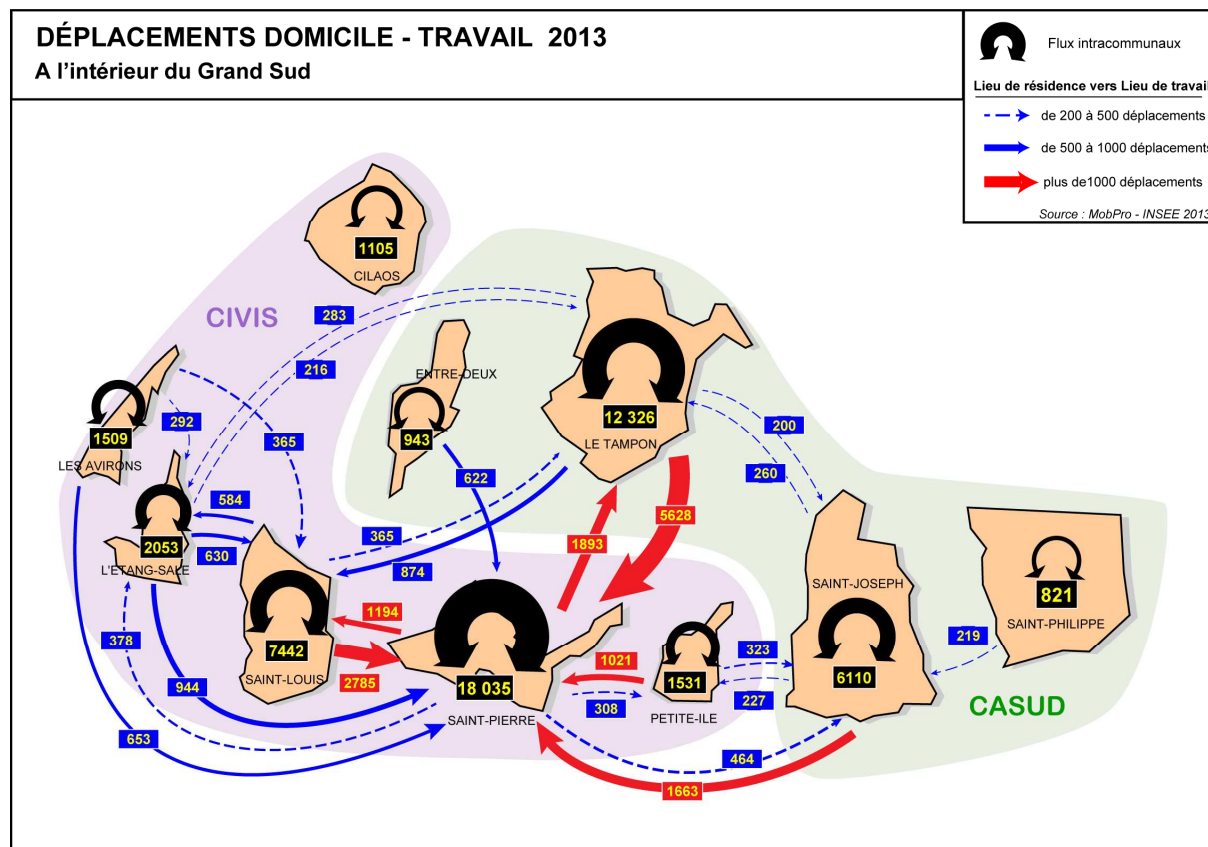 DÉPLACEMENTS DOMICILE - TRAVAIL 2013
A l'intérieur du Grand Sud
Flux intracommunaux
Lieu de résidence vers Lieu de travail
de 200 à 500 déplacements
de 500 à 1000 déplacements
plus de1000 déplacements
Source : MobPro - INSEE 2013
1105
CILAOS
CIVIS
283
216
ENTRE-DEUX
943
12 326
LE TAMPON
1509
LES AVIRONS
292
365
200
260
622
584
2053
630
L'ETANG-SALE
365
874
1893
5628
SAINT-JOSEPH
821
SAINT-PHILIPPE
219
1194
7442
SAINT-LOUIS
2785
378
944
653
18 035
SAINT-PIERRE
1021
308
1531
PETITE-ILE
323
227
6110
CASUD
464
1663